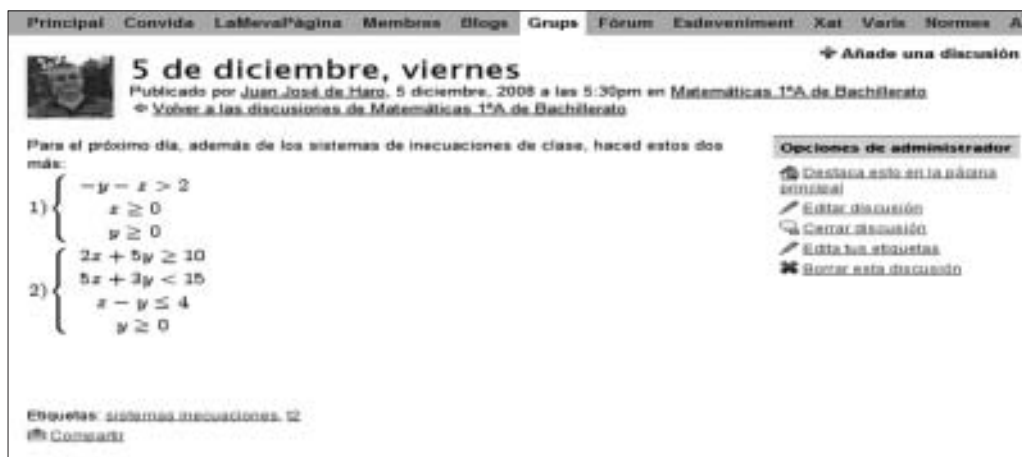 Principal Convida LaMevaPàgina Membres Blogs Grups Fòrum Esdeveniment Xat Varis Normes A
✚ Añade una discusión
5 de diciembre, viernes
Publicado por Juan José de Haro, 5 diciembre, 2008 a las 5:30pm en Matemáticas 1ºA de Bachillerato
Volver a las discusiones de Matemáticas 1ºA de Bachillerato
Para el próximo día, además de los sistemas de inecuaciones de clase, haced estos dos
más:
1) { −y − x > 2
x ≥ 0
y ≥ 0
2) { 2x + 5y ≥ 10
5x + 3y < 15
x − y ≤ 4
y ≥ 0
Opciones de administrador
Destaca esto en la página
principal
Editar discusión
Cerrar discusión
Edita tus etiquetas
Borrar esta discusión
Etiquetas: sistemas inecuaciones, t2
Compartir